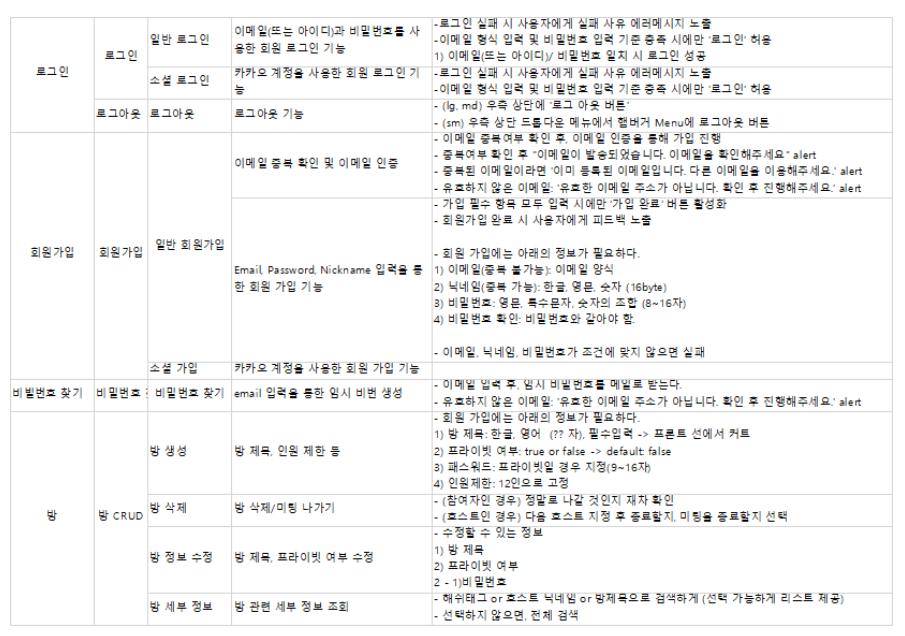 로그인
로그인
일반 로그인
이메일(또는 아이디)과 비밀번호를 사
용한 회원 로그인 기능
-로그인 실패 시 사용자에게 실패 사유 에러메시지 노출
-이메일 형식 입력 및 비밀번호 입력 기준 충족 시에만 '로그인' 허용
1) 이메일(또는 아이디)/ 비밀번호 일치 시 로그인 성공
소셜 로그인
카카오 계정을 사용한 회원 로그인 기
능
-로그인 실패 시 사용자에게 실패 사유 에러메시지 노출
-이메일 형식 입력 및 비밀번호 입력 기준 충족 시에만 '로그인' 허용
로그아웃
로그아웃
로그아웃 기능
- (lg, md) 우측 상단에 '로그 아웃 버튼'
- (sm) 우측 상단 드롭다운 메뉴에서 햄버거 Menu에 로그아웃 버튼
회원가입
회원가입
일반 회원가입
이메일 중복 확인 및 이메일 인증
- 이메일 중복여부 확인 후, 이메일 인증을 통해 가입 진행
- 중복여부 확인 후 "이메일이 발송되었습니다. 이메일을 확인해주세요" alert
- 중복된 이메일이라면 '이미 등록된 이메일입니다. 다른 이메일을 이용해주세요.' alert
- 유효하지 않은 이메일: '유효한 이메일 주소가 아닙니다. 확인 후 진행해주세요.' alert
Email, Password, Nickname 입력을 통
한 회원 가입 기능
- 가입 필수 항목 모두 입력 시에만 '가입 완료' 버튼 활성화
- 회원가입 완료 시 사용자에게 피드백 노출
- 회원 가입에는 아래의 정보가 필요하다.
1) 이메일(중복 불가능): 이메일 양식
2) 닉네임(중복 가능): 한글, 영문, 숫자 (16byte)
3) 비밀번호: 영문, 특수문자, 숫자의 조합 (8~16자)
4) 비밀번호 확인: 비밀번호와 같아야 함.
- 이메일, 닉네임, 비밀번호가 조건에 맞지 않으면 실패
소셜 가입
카카오 계정을 사용한 회원 가입 기능
비빌번호 찾기
비밀번호
비밀번호 찾기
email 입력을 통한 임시 비번 생성
- 이메일 입력 후, 임시 비밀번호를 메일로 받는다.
- 유효하지 않은 이메일: '유효한 이메일 주소가 아닙니다. 확인 후 진행해주세요.' alert
방
방 CRUD
방 생성
방 제목, 인원 제한 등
- 회원 가입에는 아래의 정보가 필요하다.
1) 방 제목: 한글, 영어 (?? 자), 필수입력 -> 프론트 선에서 커트
2) 프라이빗 여부: true or false -> default: false
3) 패스워드: 프라이빗일 경우 지정(9~16자)
4) 인원제한: 12인으로 고정
방 삭제
방 삭제/미팅 나가기
- (참여자인 경우) 정말로 나갈 것인지 재차 확인
- (호스트인 경우) 다음 호스트 지정 후 종료할지, 미팅을 종료할지 선택
방 정보 수정
방 제목, 프라이빗 여부 수정
- 수정할 수 있는 정보
1) 방 제목
2) 프라이빗 여부
2 - 1)비밀번호
방 세부 정보
방 관련 세부 정보 조회
- 해쉬태그 or 호스트 닉네임 or 방제목으로 검색하게 (선택 가능하게 리스트 제공)
- 선택하지 않으면, 전체 검색